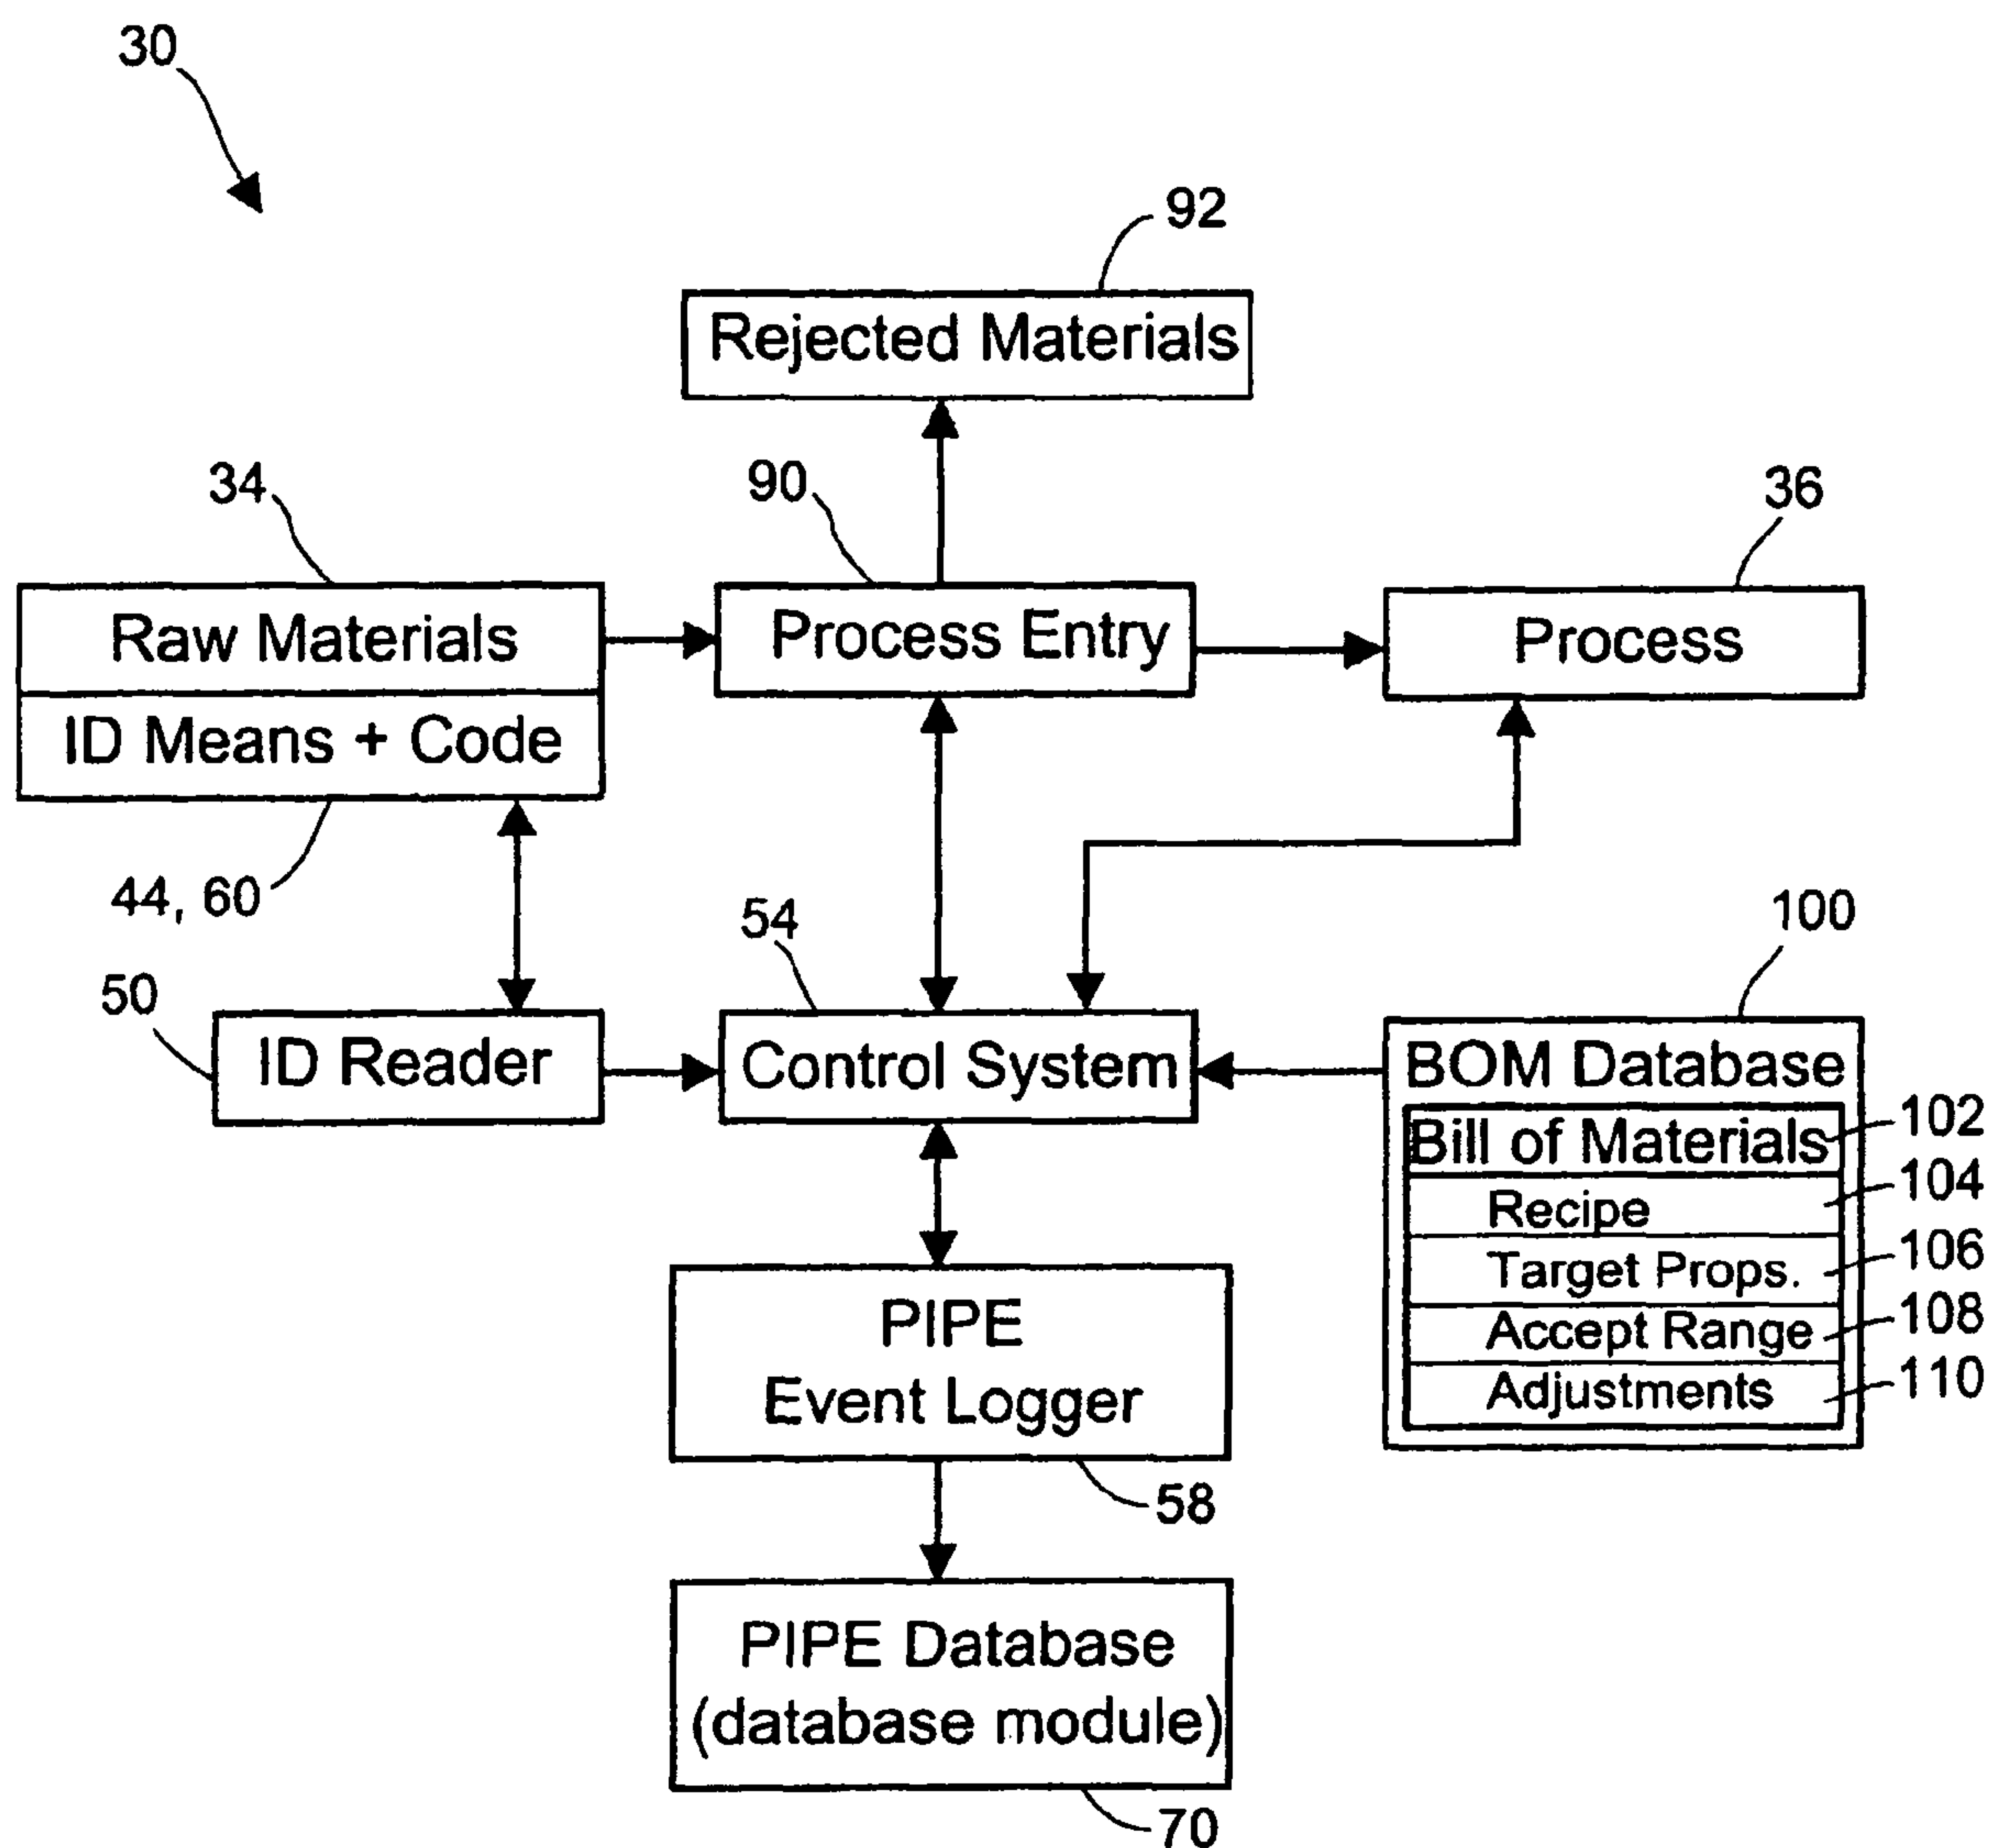 30
92
Rejected Materials
34
90
36
Raw Materials
Process Entry
Process
ID Means + Code
44, 60
54
100
50
ID Reader
Control System
BOM Database
Bill of Materials
102
Recipe
104
Target Props.
106
Accept Range
108
Adjustments
110
PIPE
Event Logger
58
PIPE Database
(database module)
70